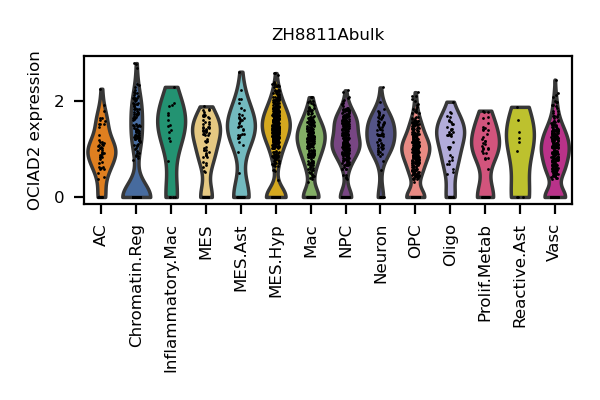 ZH8811Abulk
OCIAD2 expression
2
0
AC
Chromatin.Reg
Inflammatory.Mac
MES
MES.Ast
MES.Hyp
Mac
NPC
Neuron
OPC
Oligo
Prolif.Metab
Reactive.Ast
Vasc